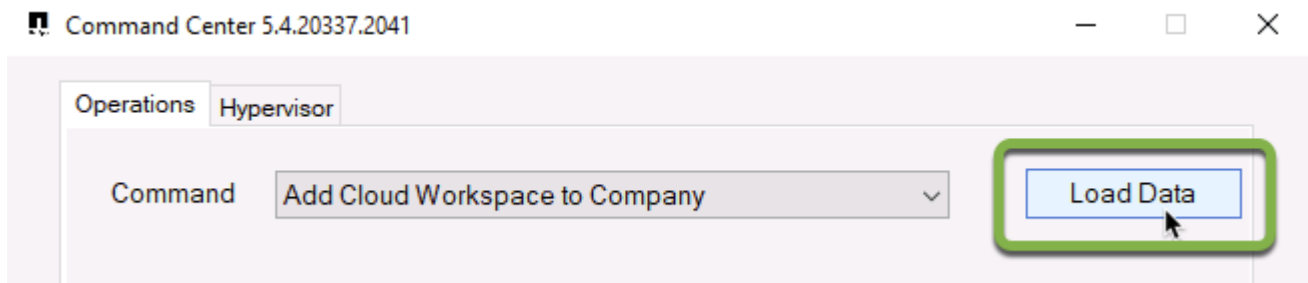 Command Center 5.4.20337.2041
Operations Hypervisor
Command Add Cloud Workspace to Company Load Data